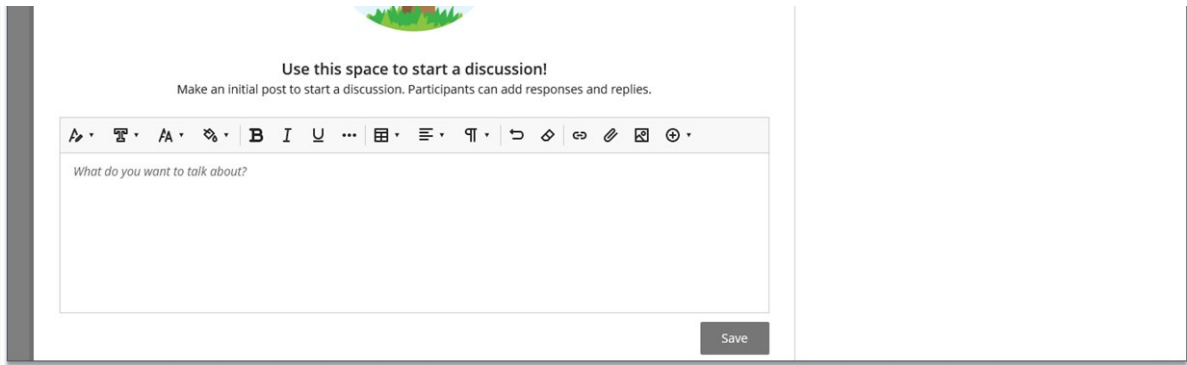 Use this space to start a discussion!
Make an initial post to start a discussion. Participants can add responses and replies.
B I U
What do you want to talk about?
Save